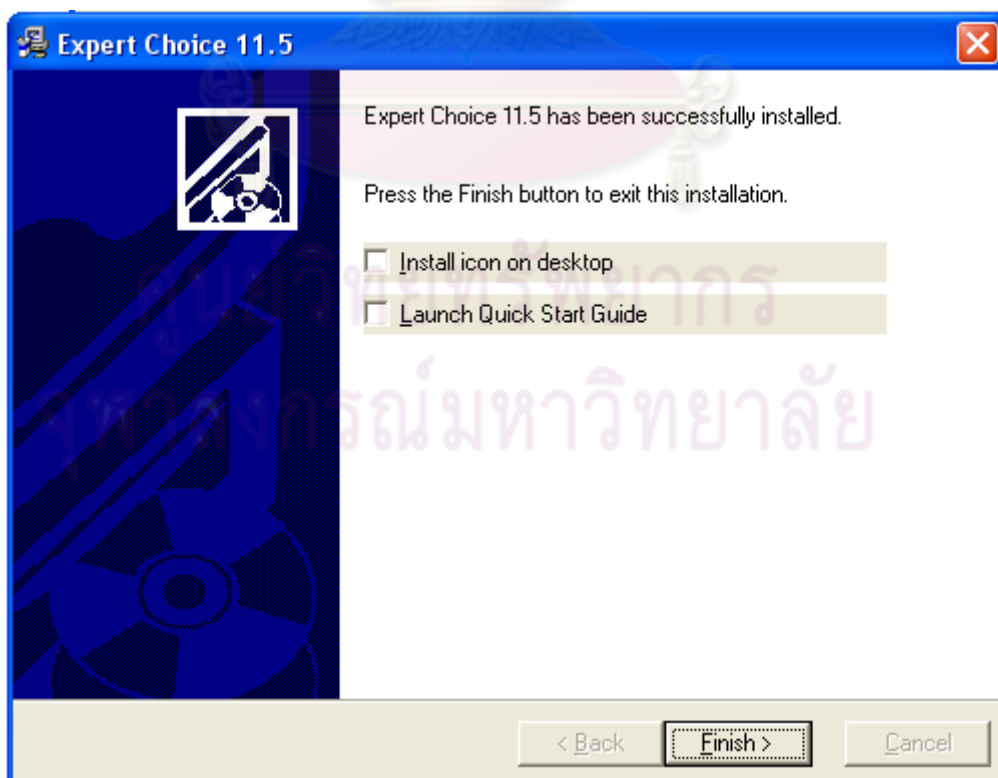 Expert Choice 11.5
Expert Choice 11.5 has been successfully installed.
Press the Finish button to exit this installation.
Install icon on desktop
ศูนย์วิทยทรัพยากร
Launch Quick Start Guide
จุฬาลงกรณ์มหาวิทยาลัย
< Back Finish > Cancel